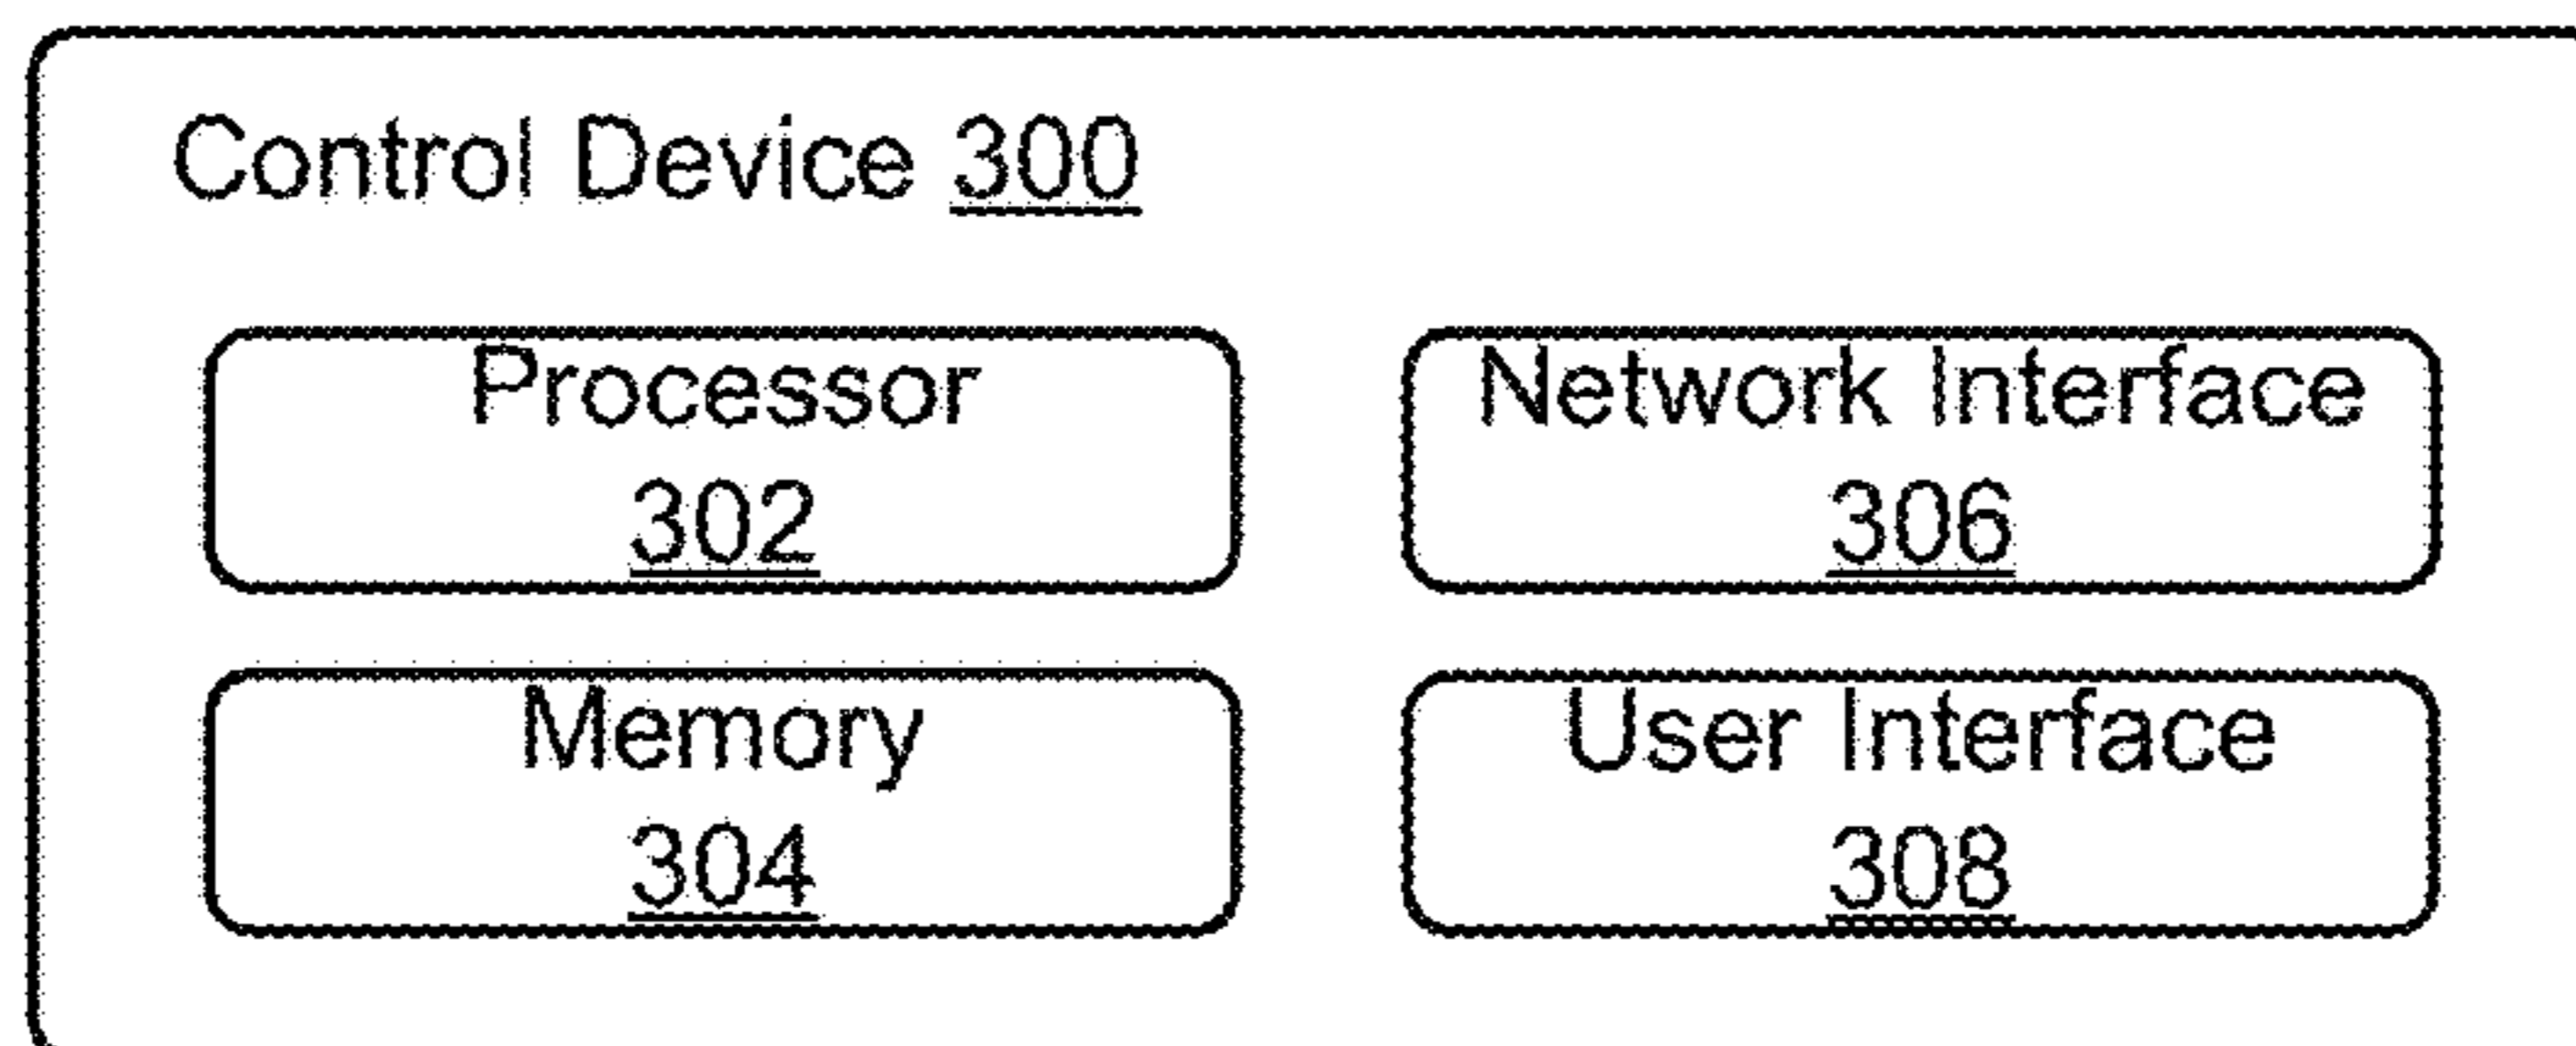 Control Device 300
Processor
302
Network Interface
306
Memory
304
User Interface
308